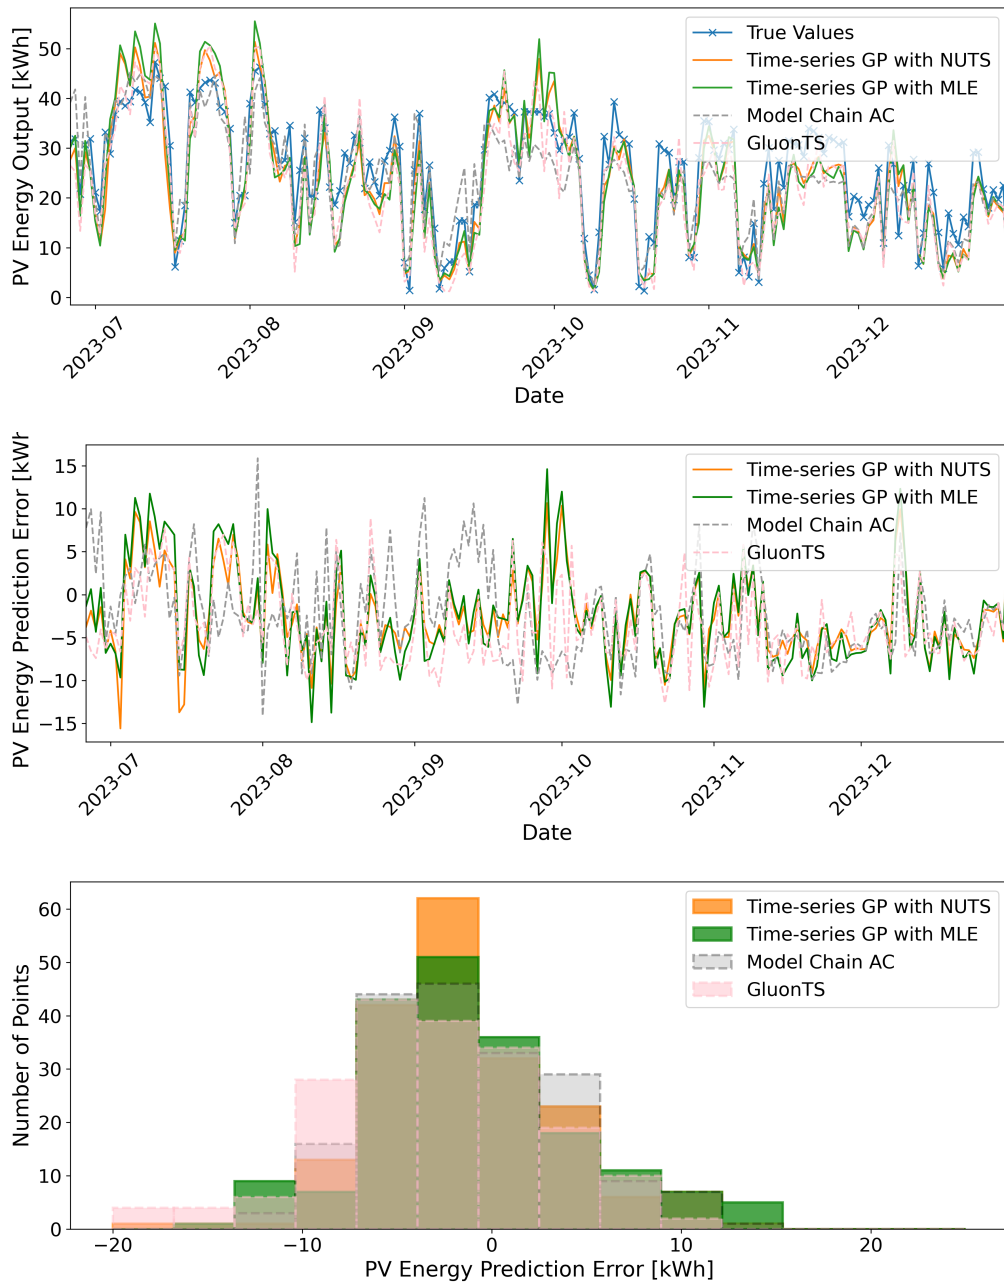 PV Energy Output [kWh]
50
40
30
20
10
0
True Values
Time-series GP with NUTS
Time-series GP with MLE
Model Chain AC
GluonTS
2023-07
2023-08
2023-09
2023-10
2023-11
2023-12
Date
PV Energy Prediction Error [kWh
15
10
5
0
−5
−10
−15
Time-series GP with NUTS
Time-series GP with MLE
Model Chain AC
GluonTS
2023-07
2023-08
2023-09
2023-10
2023-11
2023-12
Date
Number of Points
60
50
40
30
20
10
0
Time-series GP with NUTS
Time-series GP with MLE
Model Chain AC
GluonTS
−20
−10
0
10
20
PV Energy Prediction Error [kWh]